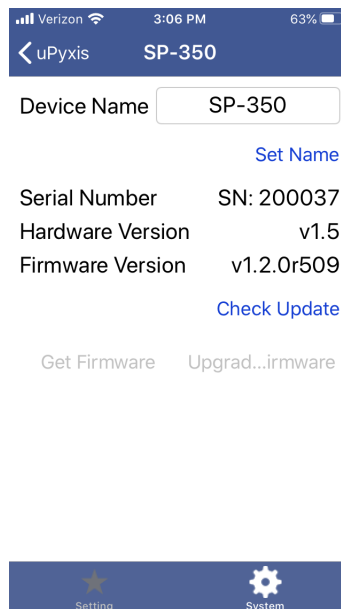 Verizon 3:06 PM 63%
uPyxis SP-350
Device Name SP-350
Set Name
Serial Number SN: 200037
Hardware Version v1.5
Firmware Version v1.2.0r509
Check Update
Get Firmware Upgrad...irmware
Setting System